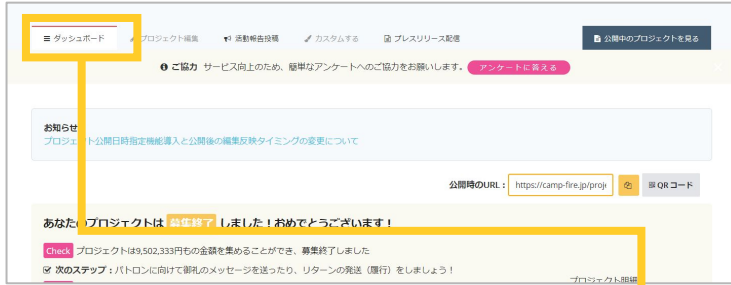 ダッシュボード プロジェクト編集 活動報告投稿 カスタムする プレスリリース配信 公開中のプロジェクトを見る
ご協力 サービス向上のため、簡単なアンケートへのご協力をお願いします。 アンケートに答える
お知らせ
プロジェクト公開日時指定機能導入と公開後の編集反映タイミングの変更について
公開時のURL： https://camp-fire.jp/proje QRコード
あなたのプロジェクトは 募集終了 しました！おめでとうございます！
Check プロジェクトは9,502,333円もの金額を集めることができ、募集終了しました
次のステップ：パトロンに向けて御礼のメッセージを送ったり、リターンの発送（履行）をしましょう！
プロジェクト明細